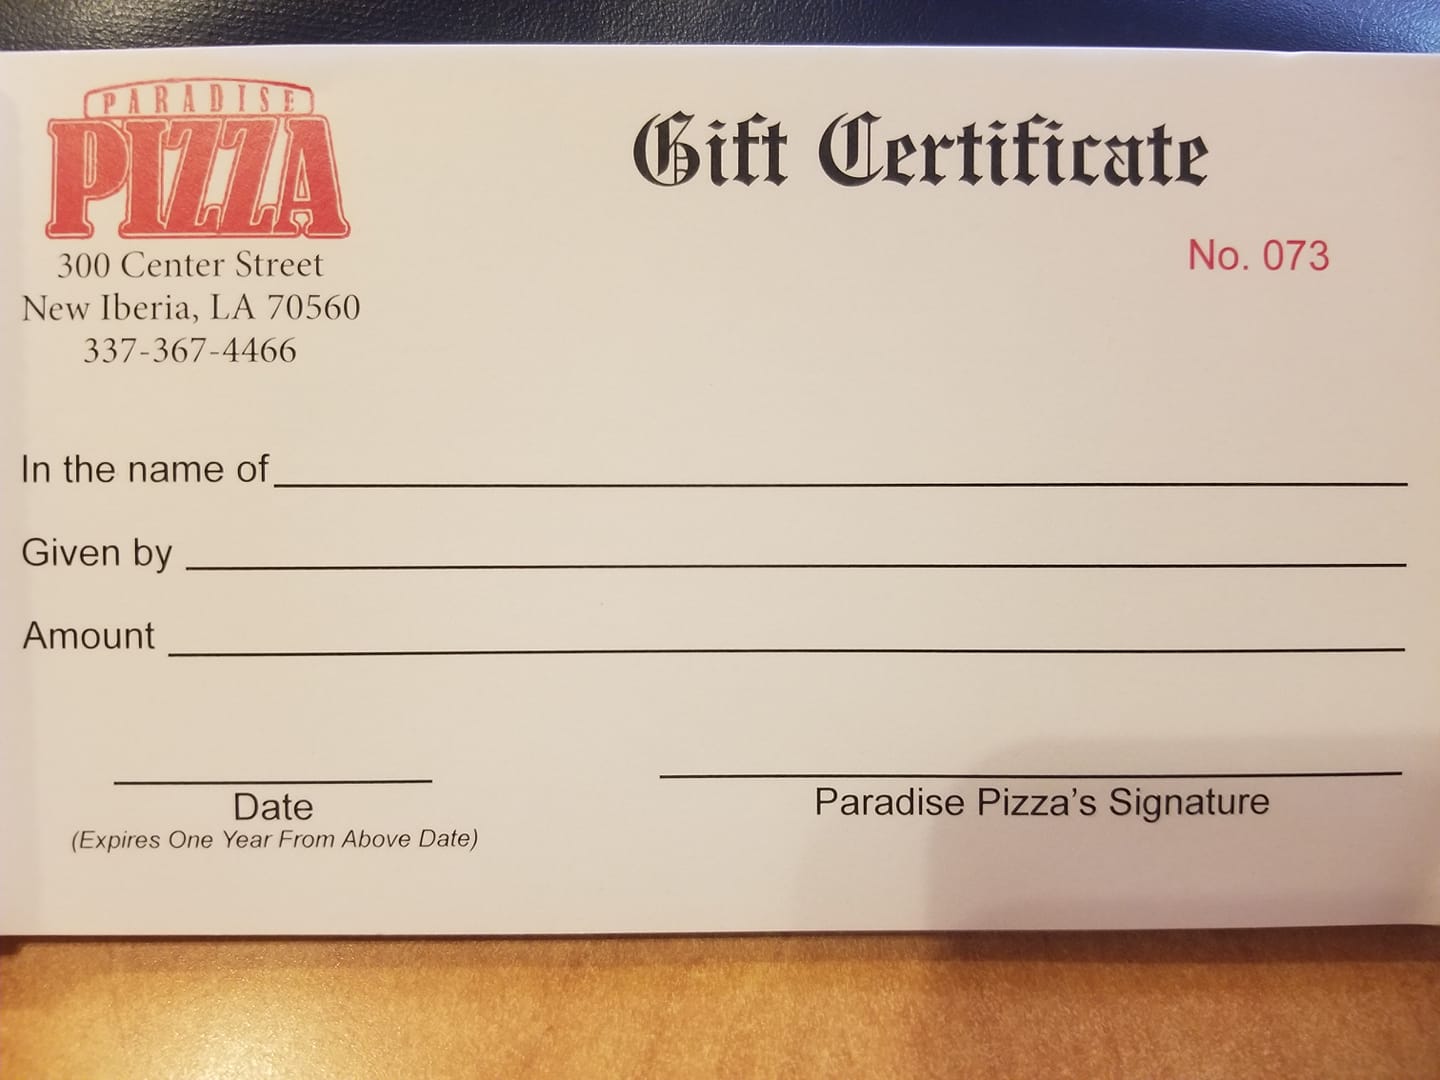 PARADISE
PIZZA
300 Center Street
New Iberia, LA 70560
337-367-4466
Gift Certificate
No. 073
In the name of
Given by
Amount
Date
(Expires One Year From Above Date)
Paradise Pizza’s Signature